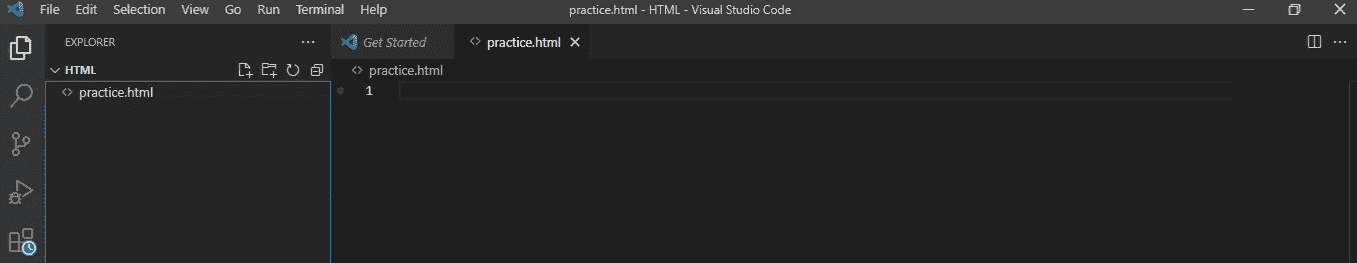 File Edit Selection View Go Run Terminal Help practice.html - HTML - Visual Studio Code
EXPLORER ··· Get Started practice.html ···
HTML practice.html
practice.html 1